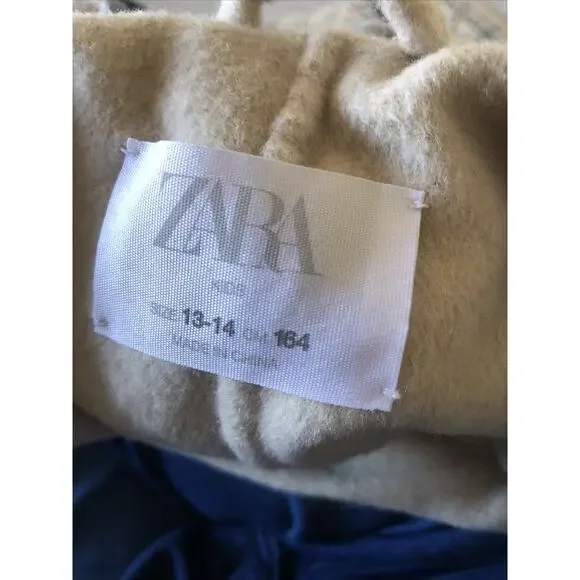 ZARA
KIDS
SIZE 13-14 CM 164
MADE IN CHINA